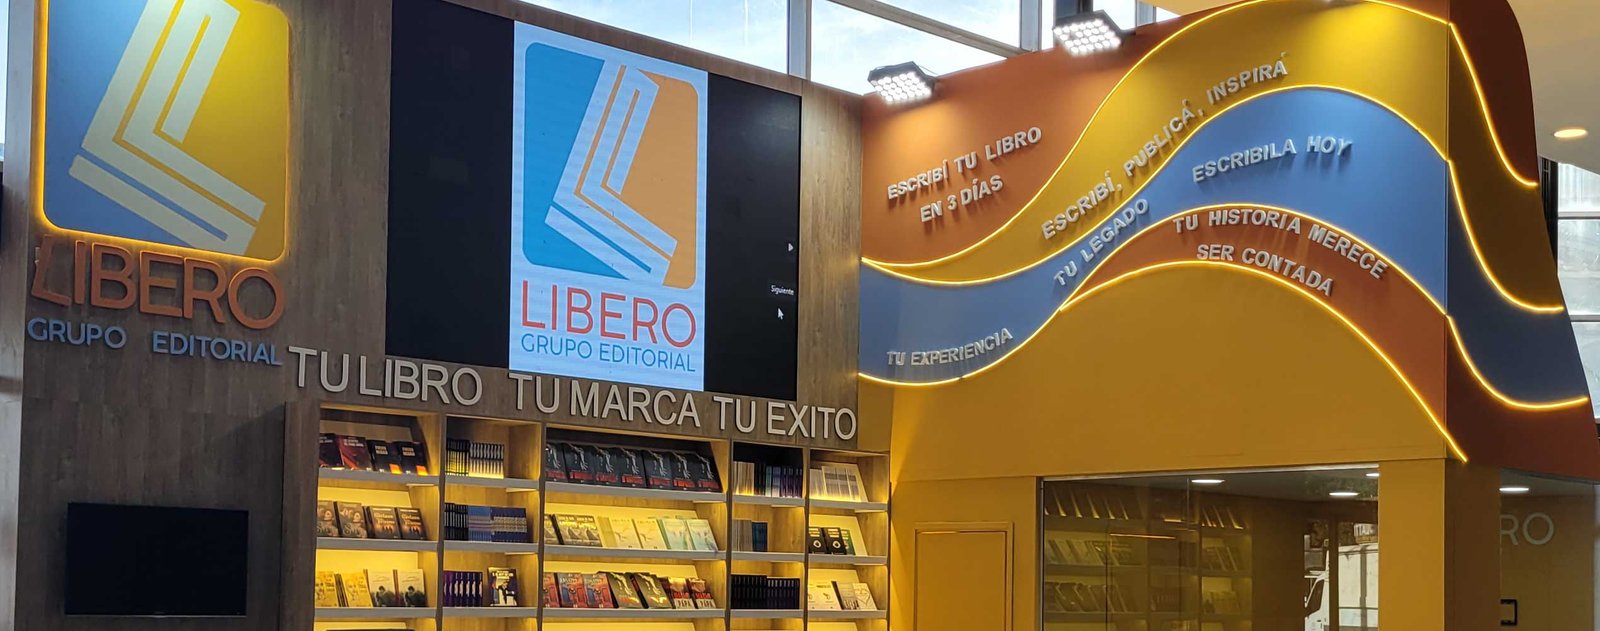 LIBERO
GRUPO EDITORIAL
LIBERO
GRUPO EDITORIAL
Siguiente
TU LIBRO TU MARCA TU EXITO
ESCRIBÍ TU LIBRO
EN 3 DÍAS
ESCRIBÍ, PUBLICÁ, INSPIRÁ
TU EXPERIENCIA
TU LEGADO
ESCRIBILA HOY
TU HISTORIA MERECE
SER CONTADA